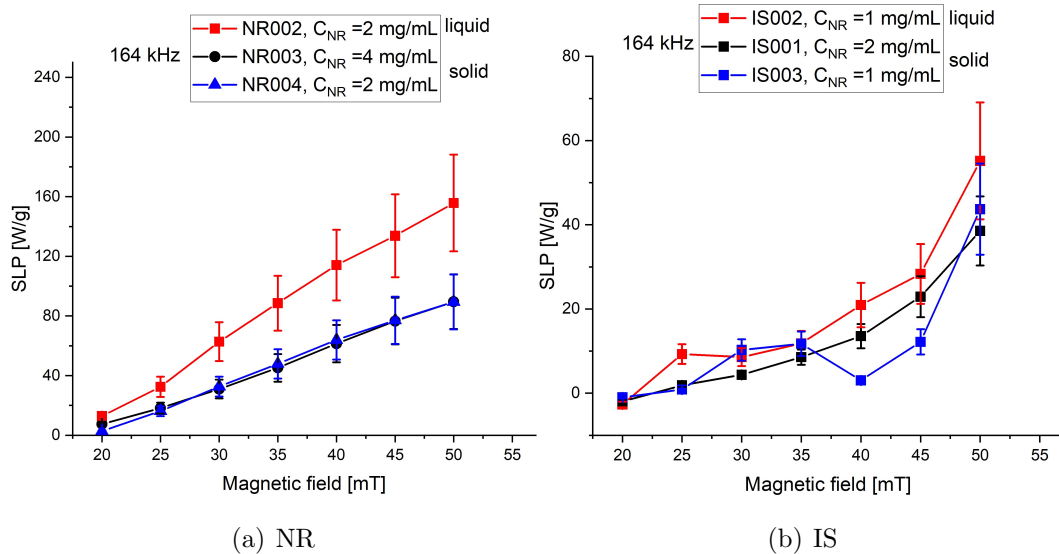 NR002, C_NR =2 mg/mL liquid
164 kHz NR003, C_NR =4 mg/mL
NR004, C_NR =2 mg/mL solid
240
200
160
120
80
40
0
SLP [W/g]
20 25 30 35 40 45 50 55
Magnetic field [mT]
(a) NR
IS002, C_NR =1 mg/mL liquid
164 kHz IS001, C_NR =2 mg/mL
IS003, C_NR =1 mg/mL solid
80
60
40
20
0
SLP [W/g]
20 25 30 35 40 45 50 55
Magnetic field [mT]
(b) IS